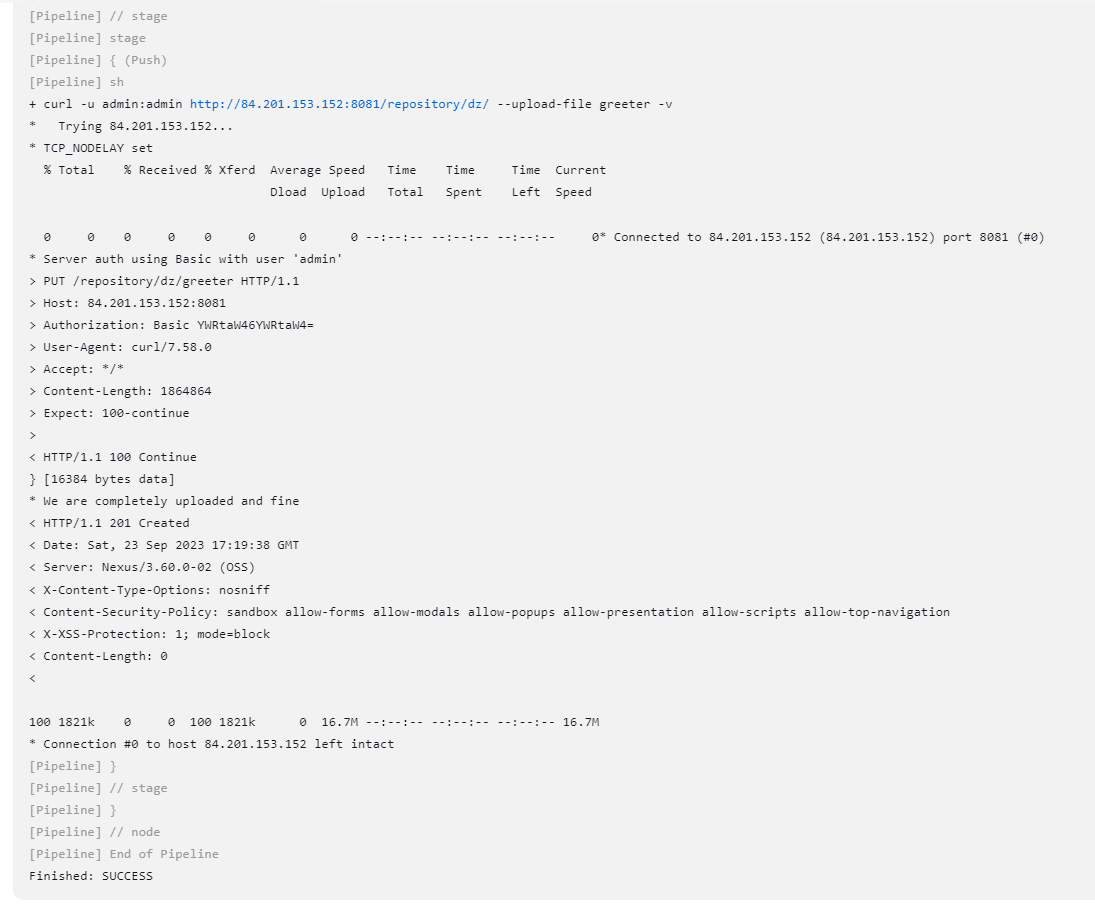 [Pipeline] // stage
[Pipeline] stage
[Pipeline] { (Push)
[Pipeline] sh
+ curl -u admin:admin http://84.201.153.152:8081/repository/dz/ --upload-file greeter -v
*   Trying 84.201.153.152...
* TCP_NODELAY set
  % Total    % Received % Xferd  Average Speed   Time    Time     Time  Current
                                 Dload  Upload   Total   Spent    Left  Speed
  0     0    0     0    0     0      0      0 --:--:-- --:--:-- --:--:--     0* Connected to 84.201.153.152 (84.201.153.152) port 8081 (#0)
* Server auth using Basic with user 'admin'
> PUT /repository/dz/greeter HTTP/1.1
> Host: 84.201.153.152:8081
> Authorization: Basic YWRtaW46YWRtaW4=
> User-Agent: curl/7.58.0
> Accept: */*
> Content-Length: 1864864
> Expect: 100-continue
>
< HTTP/1.1 100 Continue
} [16384 bytes data]
* We are completely uploaded and fine
< HTTP/1.1 201 Created
< Date: Sat, 23 Sep 2023 17:19:38 GMT
< Server: Nexus/3.60.0-02 (OSS)
< X-Content-Type-Options: nosniff
< Content-Security-Policy: sandbox allow-forms allow-modals allow-popups allow-presentation allow-scripts allow-top-navigation
< X-XSS-Protection: 1; mode=block
< Content-Length: 0
<
100 1821k    0     0  100 1821k      0  16.7M --:--:-- --:--:-- --:--:-- 16.7M
* Connection #0 to host 84.201.153.152 left intact
[Pipeline] }
[Pipeline] // stage
[Pipeline] }
[Pipeline] // node
[Pipeline] End of Pipeline
Finished: SUCCESS